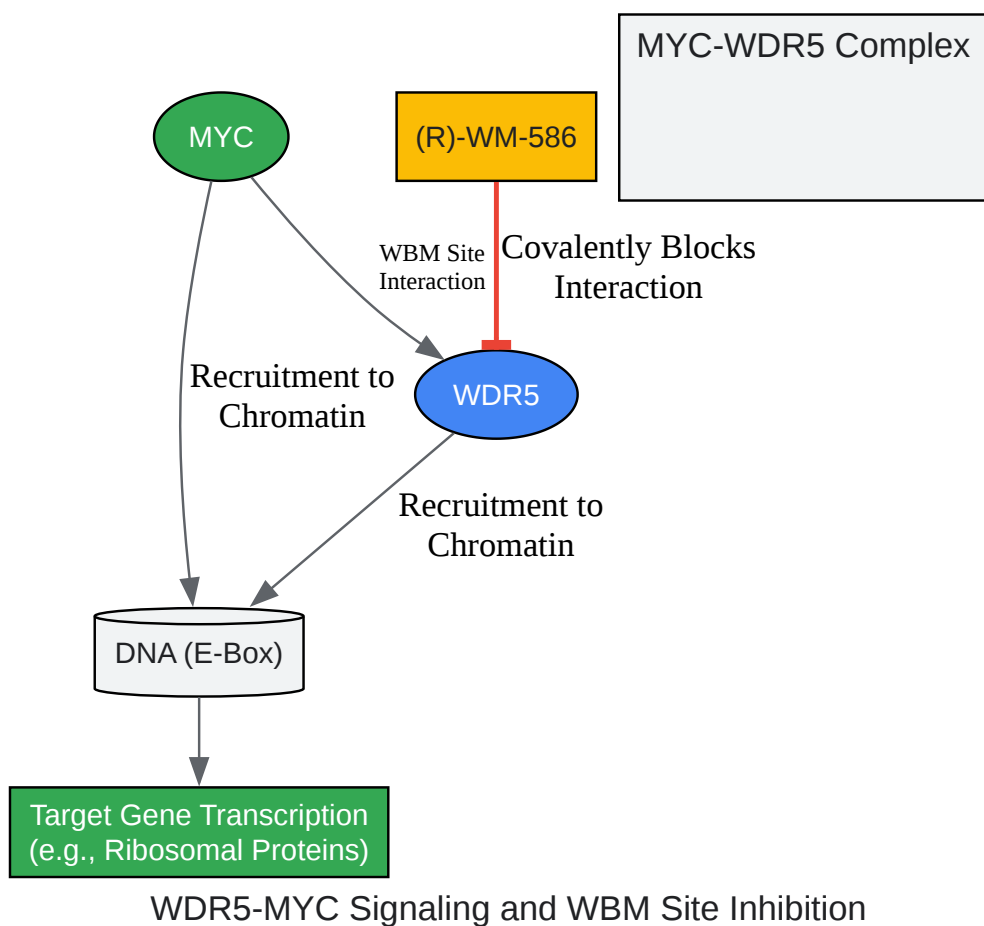 MYC-WDR5 Complex
MYC
(R)-WM-586
WBM Site
Interaction
Covalently Blocks
Interaction
Recruitment to
Chromatin
WDR5
Recruitment to
Chromatin
DNA (E-Box)
Target Gene Transcription
(e.g., Ribosomal Proteins)
WDR5-MYC Signaling and WBM Site Inhibition